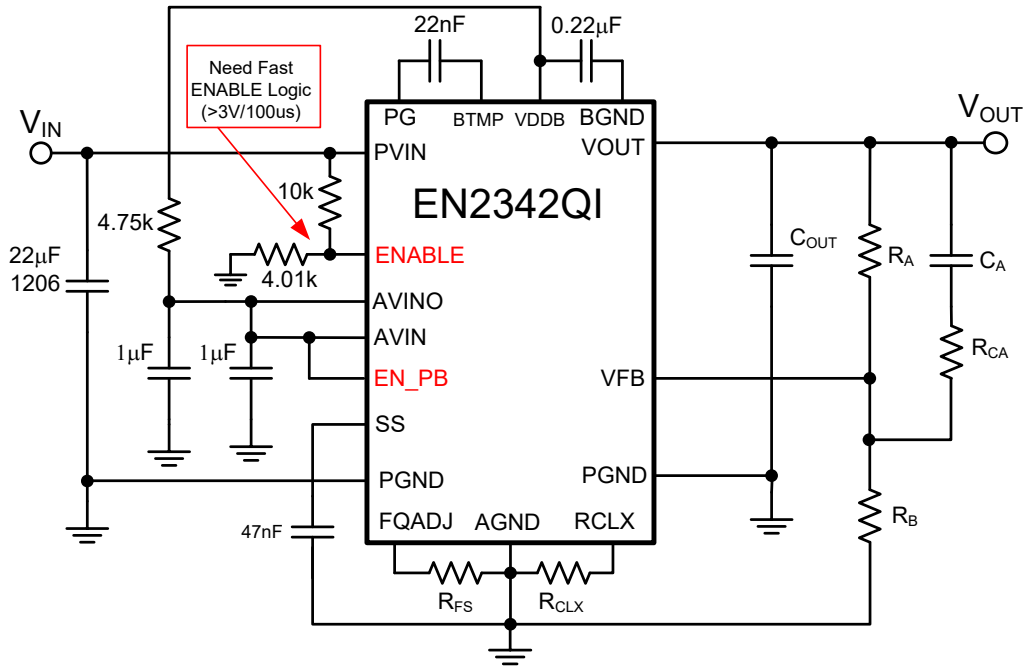 22nF
0.22µF
Need Fast
ENABLE Logic
(>3V/100us)
PG
BTMP
VDDB
BGND
VIN
VOUT
PVIN
VOUT
10k
EN2342QI
4.75k
ENABLE
COUT
RA
CA
22µF
1206
4.01k
AVINO
AVIN
RCA
1µF
1µF
EN_PB
VFB
SS
PGND
PGND
FQADJ
AGND
RCLX
RB
47nF
RFS
RCLX